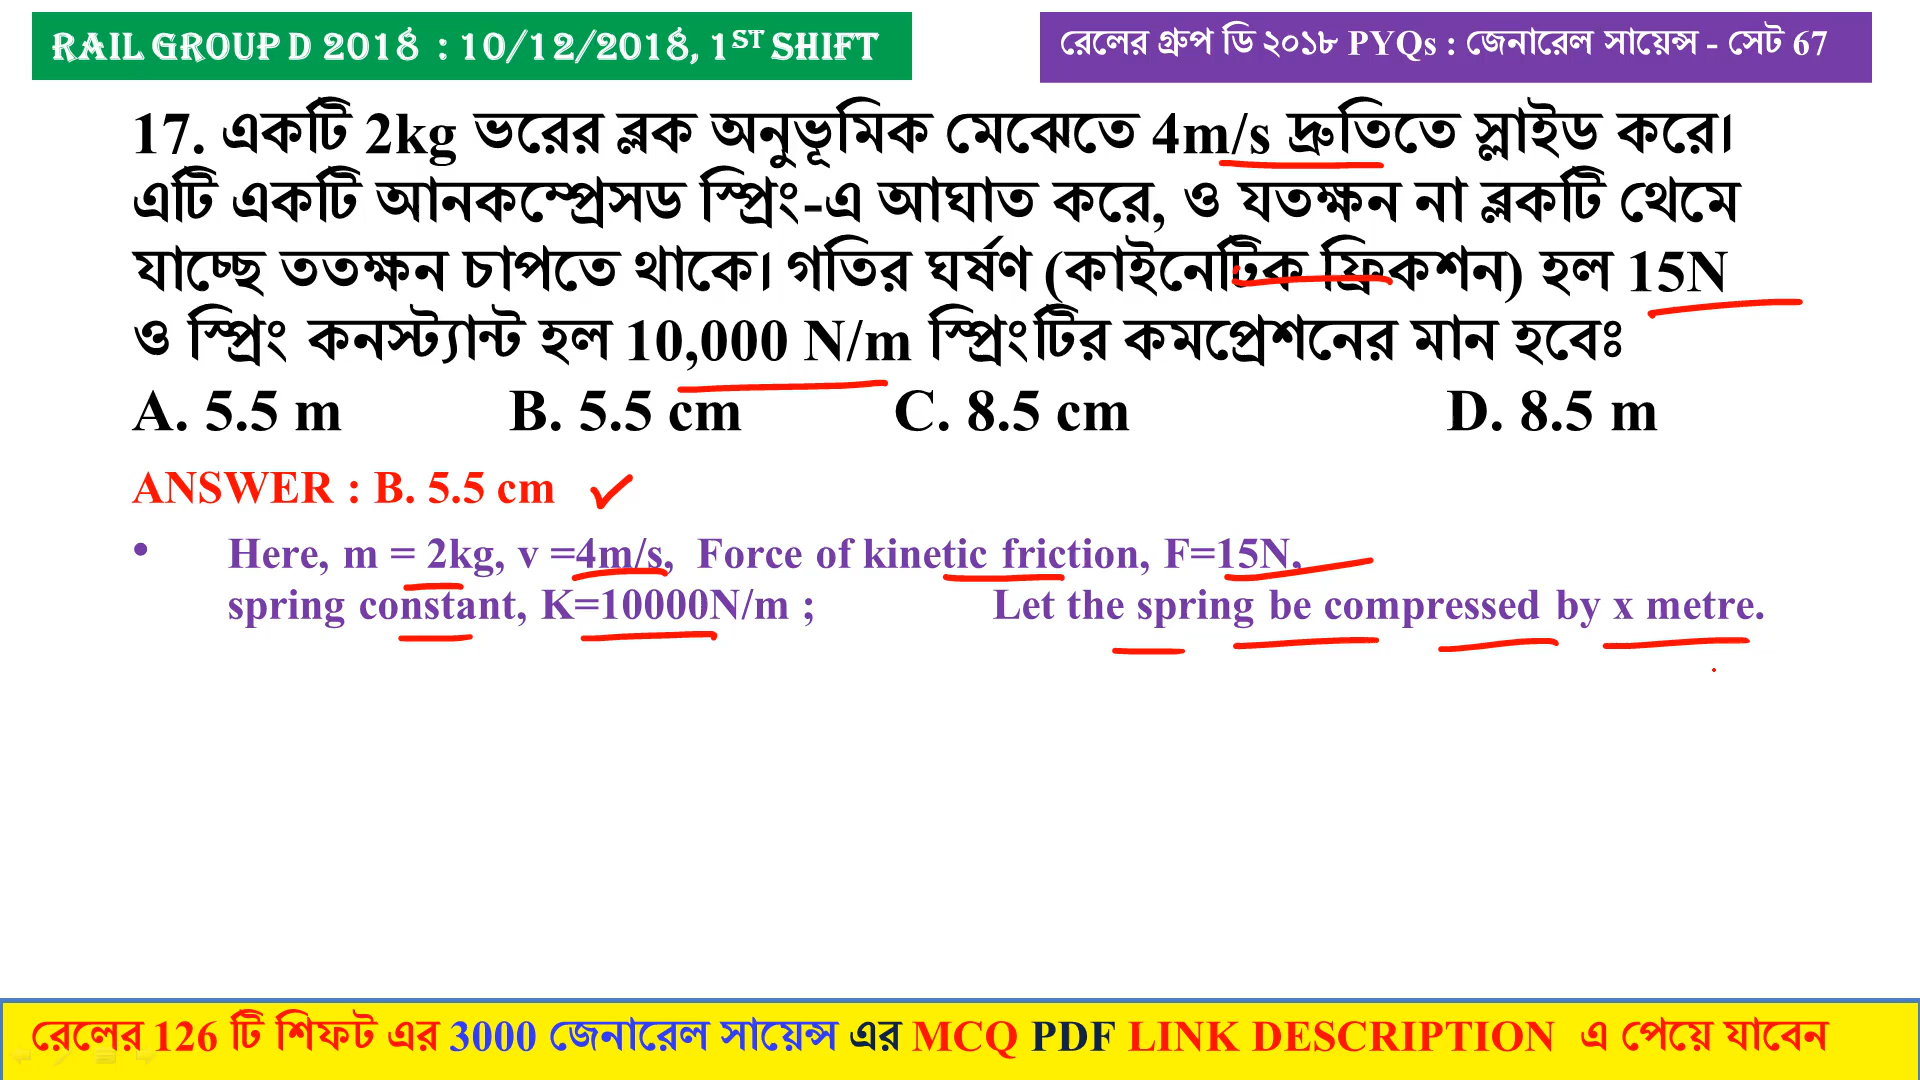 RAIL GROUP D 2018 : 10/12/2018, 1ST SHIFT
রেলের গ্রুপ ডি ২০১৮ PYQs : জেনারেল সায়েন্স - সেট 67
17. একটি 2kg ভরের ব্লক অনুভূমিক মেঝেতে 4m/s দ্রুতিতে স্লাইড করে।
এটি একটি আনকম্প্রেসড স্প্রিং-এ আঘাত করে, ও যতক্ষন না ব্লকটি থেমে
যাচ্ছে ততক্ষন চাপতে থাকে। গতির ঘর্ষণ (কাইনেটিক ফ্রিকশন) হল 15N
ও স্প্রিং কনস্ট্যান্ট হল 10,000 N/m স্প্রিংটির কমপ্রেশনের মান হবেঃ
A. 5.5 m B. 5.5 cm C. 8.5 cm D. 8.5 m
ANSWER : B. 5.5 cm
• Here, m = 2kg, v =4m/s, Force of kinetic friction, F=15N,
spring constant, K=10000N/m ; Let the spring be compressed by x metre.
রেলের 126 টি শিফট এর 3000 জেনারেল সায়েন্স এর MCQ PDF LINK DESCRIPTION এ পেয়ে যাবেন